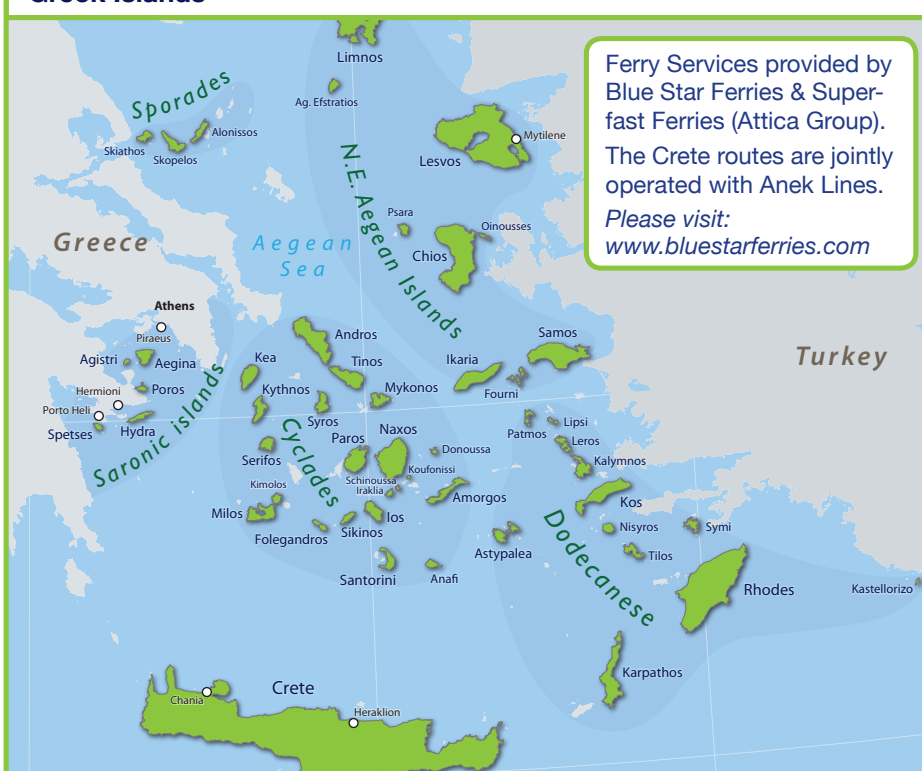 Greek Islands
Ferry Services provided by
Blue Star Ferries & Super-
fast Ferries (Attica Group).
The Crete routes are jointly
operated with Anek Lines.
Please visit:
www.bluestarferries.com
Limnos
Ag. Efstratios
Sporades
Alonissos
Skiathos
Skopelos
Mytilene
Lesvos
N.E. Aegean Islands
Psara
Oinousses
Chios
Greece
Aegean
Sea
Athens
Piraeus
Agistri
Aegina
Hermioni
Poros
Porto Heli
Spetses
Hydra
Saronic islands
Andros
Kea
Tinos
Kythnos
Mykonos
Syros
Ikaria
Samos
Fourni
Turkey
Cyclades
Paros
Naxos
Donoussa
Koufonissi
Schinoussa
Iraklia
Serifos
Kimolos
Milos
Folegandros
Sikinos
Ios
Amorgos
Santorini
Anafi
Patmos
Lipsi
Leros
Kalymnos
Kos
Astypalea
Nisyros
Symi
Tilos
Dodecanese
Rhodes
Kastellorizo
Karpathos
Crete
Chania
Heraklion